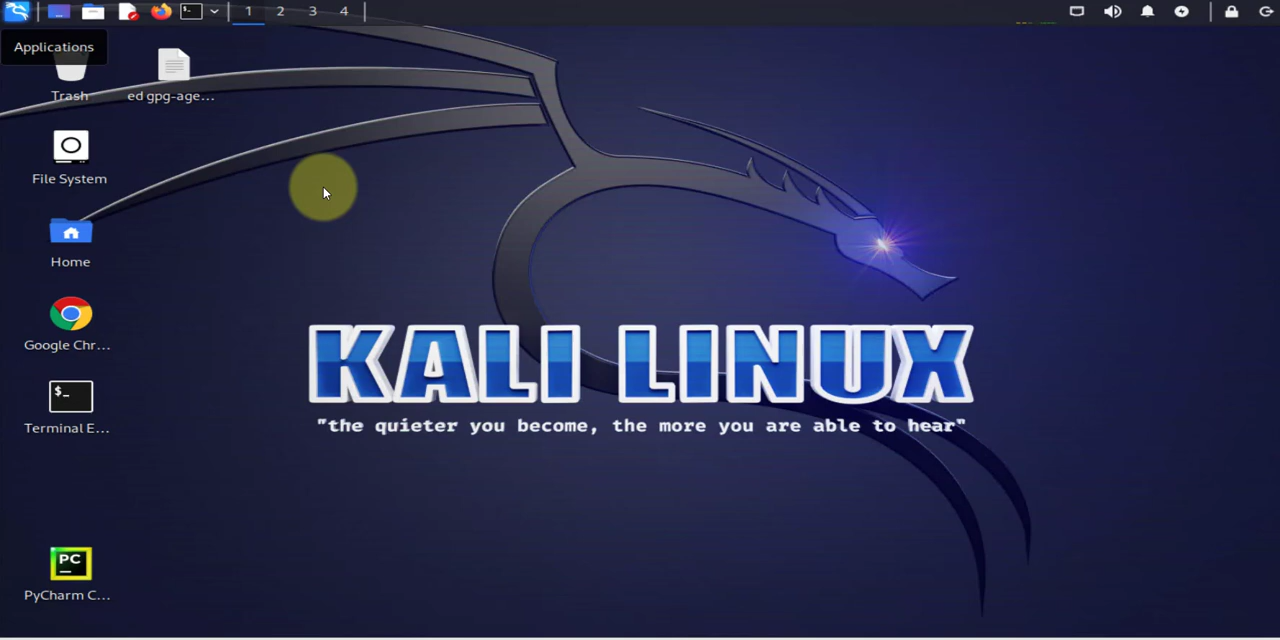 1 2 3 4
Applications
Trash
ed gpg-age...
File System
Home
Google Chr...
$_
Terminal E...
KALI LINUX
"the quieter you become, the more you are able to hear"
PC
PyCharm C...